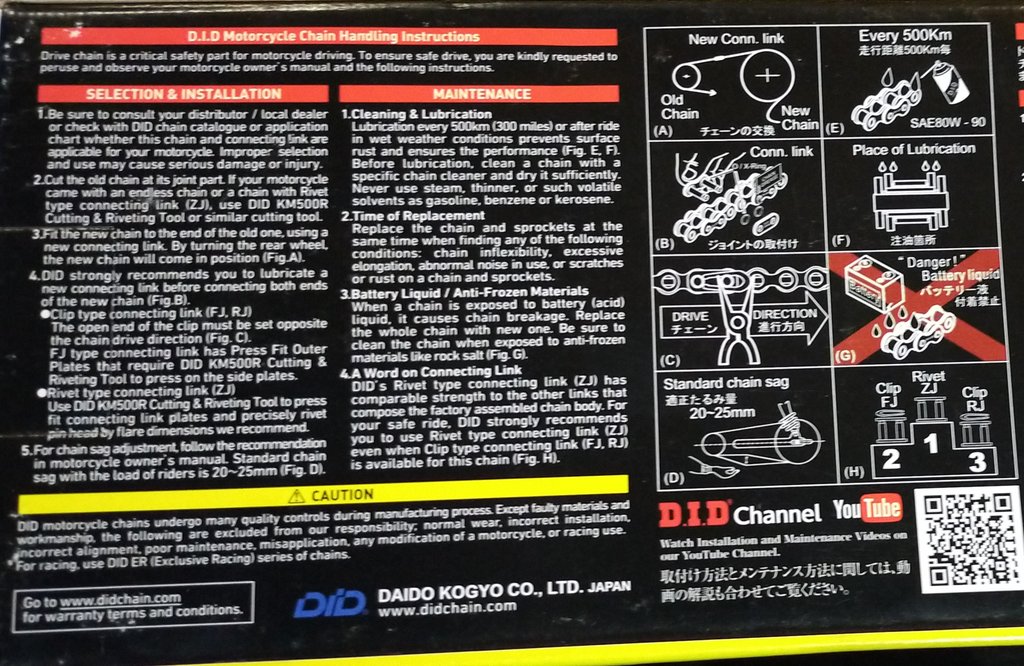 D.I.D Motorcycle Chain Handling Instructions
Drive chain is a critical safety part for motorcycle driving. To ensure safe drive, you are kindly requested to
peruse and observe your motorcycle owner's manual and the following instructions.
SELECTION & INSTALLATION
1.Be sure to consult your distributor / local dealer
or check with DID chain catalogue or application
chart whether this chain and connecting link are
applicable for your motorcycle. Improper selection
and use may cause serious damage or injury.
2.Cut the old chain at its joint part. If your motorcycle
came with an endless chain or a chain with Rivet
type connecting link (ZJ), use DID KM500R
Cutting & Riveting Tool or similar cutting tool.
3.Fit the new chain to the end of the old one, using a
new connecting link. By turning the rear wheel,
the new chain will come in position (Fig.A).
4.DID strongly recommends you to lubricate a
new connecting link before connecting both ends
of the new chain (Fig.B).
●Clip type connecting link (FJ, RJ)
The open end of the clip must be set opposite
the chain drive direction (Fig. C).
FJ type connecting link has Press Fit Outer
Plates that require DID KM500R Cutting &
Riveting Tool to press on the side plates.
●Rivet type connecting link (ZJ)
Use DID KM500R Cutting & Riveting Tool to press
fit connecting link plates and precisely rivet
pin head by flare dimensions we recommend.
5.For chain sag adjustment, follow the recommendation
in motorcycle owner's manual. Standard chain
sag with the load of riders is 20~25mm (Fig. D).
MAINTENANCE
1.Cleaning & Lubrication
Lubrication every 500km (300 miles) or after ride
in wet weather conditions prevents surface
rust and ensures the performance (Fig. E, F).
Before lubrication, clean a chain with a
specific chain cleaner and dry it sufficiently.
Never use steam, thinner, or such volatile
solvents as gasoline, benzene or kerosene.
2.Time of Replacement
Replace the chain and sprockets at the
same time when finding any of the following
conditions: chain inflexibility, excessive
elongation, abnormal noise in use, or scratches
or rust on a chain and sprockets.
3.Battery Liquid / Anti-Frozen Materials
When a chain is exposed to battery (acid)
liquid, it causes chain breakage. Replace
the whole chain with new one. Be sure to
clean the chain when exposed to anti-frozen
materials like rock salt (Fig. G).
4.A Word on Connecting Link
DID's Rivet type connecting link (ZJ) has
comparable strength to the other links that
compose the factory assembled chain body. For
your safe ride, DID strongly recommends
you to use Rivet type connecting link (ZJ)
even when Clip type connecting link (FJ, RJ)
is available for this chain (Fig. H).
⚠ CAUTION
DID motorcycle chains undergo many quality controls during manufacturing process. Except faulty materials and
workmanship, the following are excluded from our responsibility; normal wear, incorrect installation,
incorrect alignment, poor maintenance, misapplication, any modification of a motorcycle, or racing use.
*For racing, use DID ER (Exclusive Racing) series of chains.
Go to www.didchain.com
for warranty terms and conditions.
DID DAIDO KOGYO CO., LTD. JAPAN
www.didchain.com
New Conn. link
Old
Chain
New
Chain
(A) チェーンの交換
Every 500Km
走行距離500Km毎
(E) SAE80W - 90
Conn. link
(B) ジョイントの取付け
Place of Lubrication
(F) 注油箇所
DRIVE DIRECTION
チェーン 進行方向
(C)
"Danger!"
Battery liquid
バッテリー液
付着禁止
Battery
(G)
Standard chain sag
適正たるみ量
20~25mm
(D)
Rivet
ZJ
Clip
FJ
Clip
RJ
2 1 3
(H)
D.I.D Channel YouTube
Watch Installation and Maintenance Videos on
our YouTube Channel.
取付け方法とメンテナンス方法に関しては、動
画の解説も合わせてご覧ください。